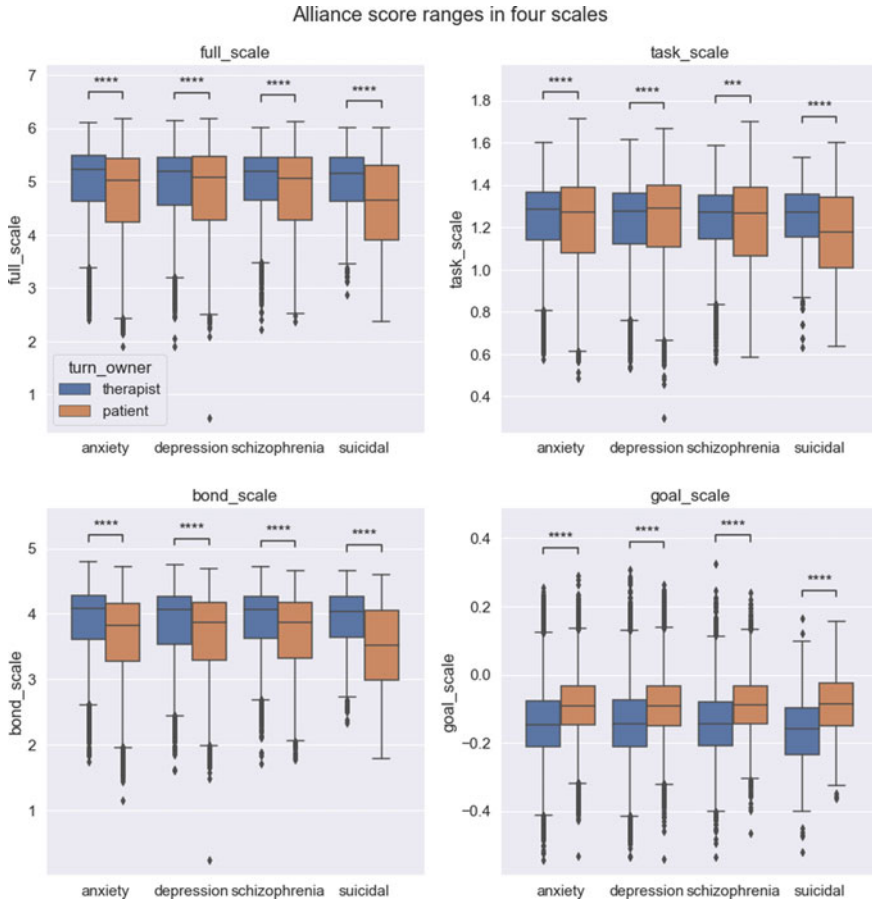 Alliance score ranges in four scales
full_scale
7
6
5
4
3
2
1
full_scale
**** **** **** ****
turn_owner
therapist
patient
anxiety depression schizophrenia suicidal
task_scale
1.8
1.6
1.4
1.2
1.0
0.8
0.6
0.4
task_scale
**** **** *** ****
anxiety depression schizophrenia suicidal
bond_scale
5
4
3
2
1
bond_scale
**** **** **** ****
anxiety depression schizophrenia suicidal
goal_scale
0.4
0.2
0.0
−0.2
−0.4
goal_scale
**** **** **** ****
anxiety depression schizophrenia suicidal